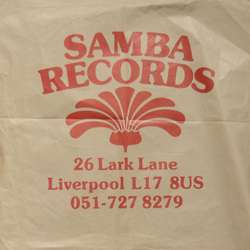 SAMBA
RECORDS
26 Lark Lane
Liverpool L17 8US
051-727 8279